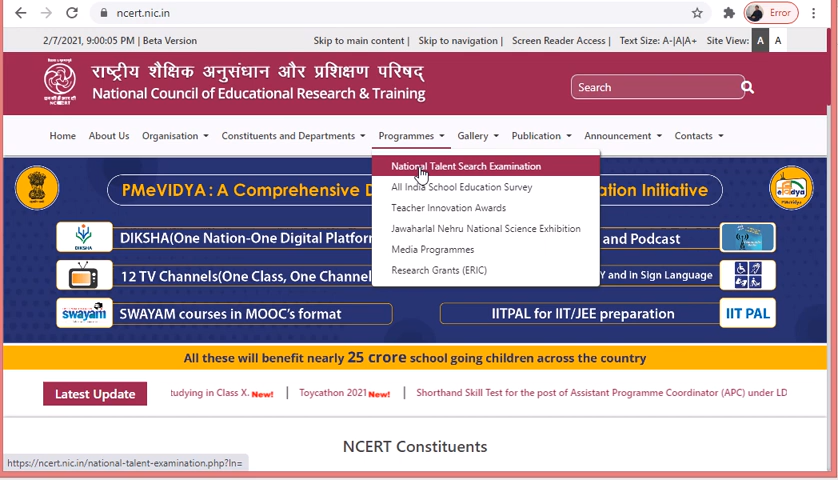 ncert.nic.in
Error
2/7/2021, 9:00:05 PM | Beta Version
Skip to main content | Skip to navigation | Screen Reader Access | Text Size: A-|A|A+ Site View: A A
राष्ट्रीय शैक्षिक अनुसंधान और प्रशिक्षण परिषद्
National Council of Educational Research & Training
Search
Home About Us Organisation Constituents and Departments Programmes Gallery Publication Announcement Contacts
National Talent Search Examination
All India School Education Survey
Teacher Innovation Awards
Jawaharlal Nehru National Science Exhibition
Media Programmes
Research Grants (ERIC)
PMeVIDYA : A Comprehensive
Initiative
DIKSHA(One Nation-One Digital
and Podcast
12 TV Channels(One Class, One Channel
and In Sign Language
swayam
SWAYAM courses in MOOC's format
IITPAL for IIT/JEE preparation
IIT PAL
All these will benefit nearly 25 crore school going children across the country
Latest Update
in Class X. New! | Toycathon 2021 New! | Shorthand Skill Test for the post of Assistant Programme Coordinator (APC) under
NCERT Constituents
https://ncert.nic.in/national-talent-examination.php?ln=